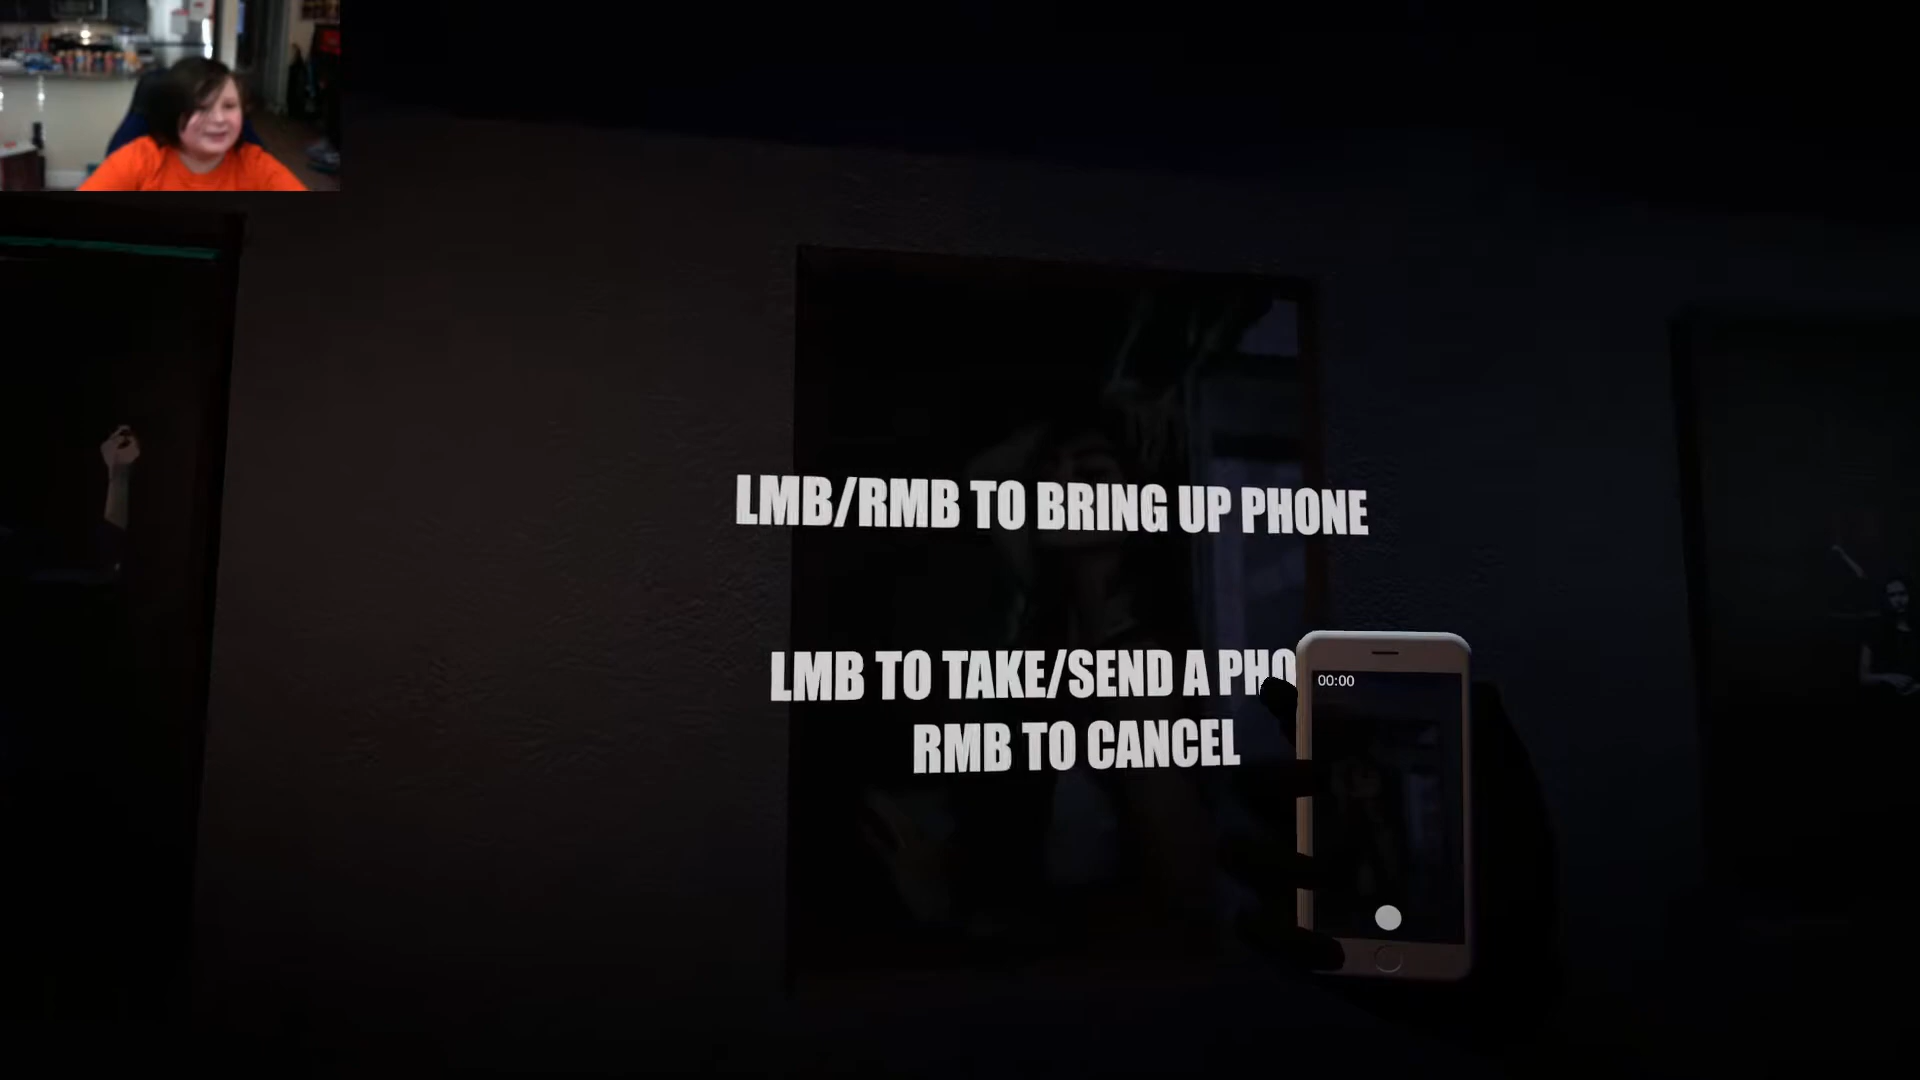 LMB/RMB TO BRING UP PHONE
LMB TO TAKE/SEND A PHO
RMB TO CANCEL
00:00